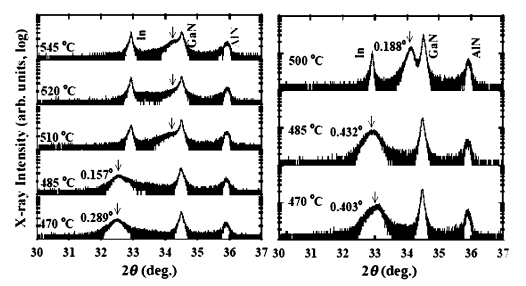 X-ray Intensity (arb. units, log)
545 °C
In
GaN
AlN
520 °C
510 °C
485 °C
0.157°
470 °C
0.289°
30 31 32 33 34 35 36 37
2θ (deg.)
500 °C
In
0.188°
GaN
AlN
485 °C
0.432°
470 °C
0.403°
30 31 32 33 34 35 36 37
2θ (deg.)